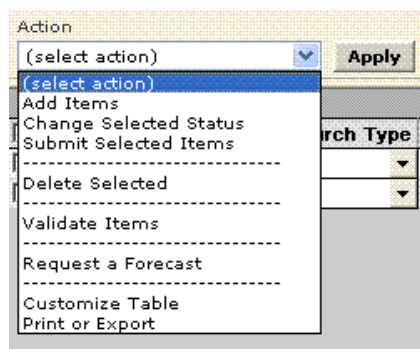 Action
(select action) Apply
(select action)
Add Items
Change Selected Status
Submit Selected Items
------------------------------
Delete Selected
------------------------------
Validate Items
------------------------------
Request a Forecast
------------------------------
Customize Table
Print or Export
Type